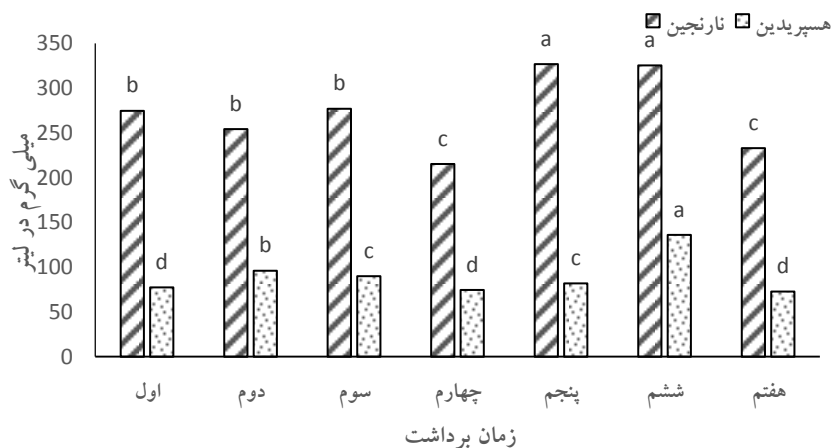 نارنجین هسپریدین
میلی گرم در لیتر
350
300
250
200
150
100
50
0
b b b c a a c
d b c d c a d
اول دوم سوم چهارم پنجم ششم هفتم
زمان برداشت